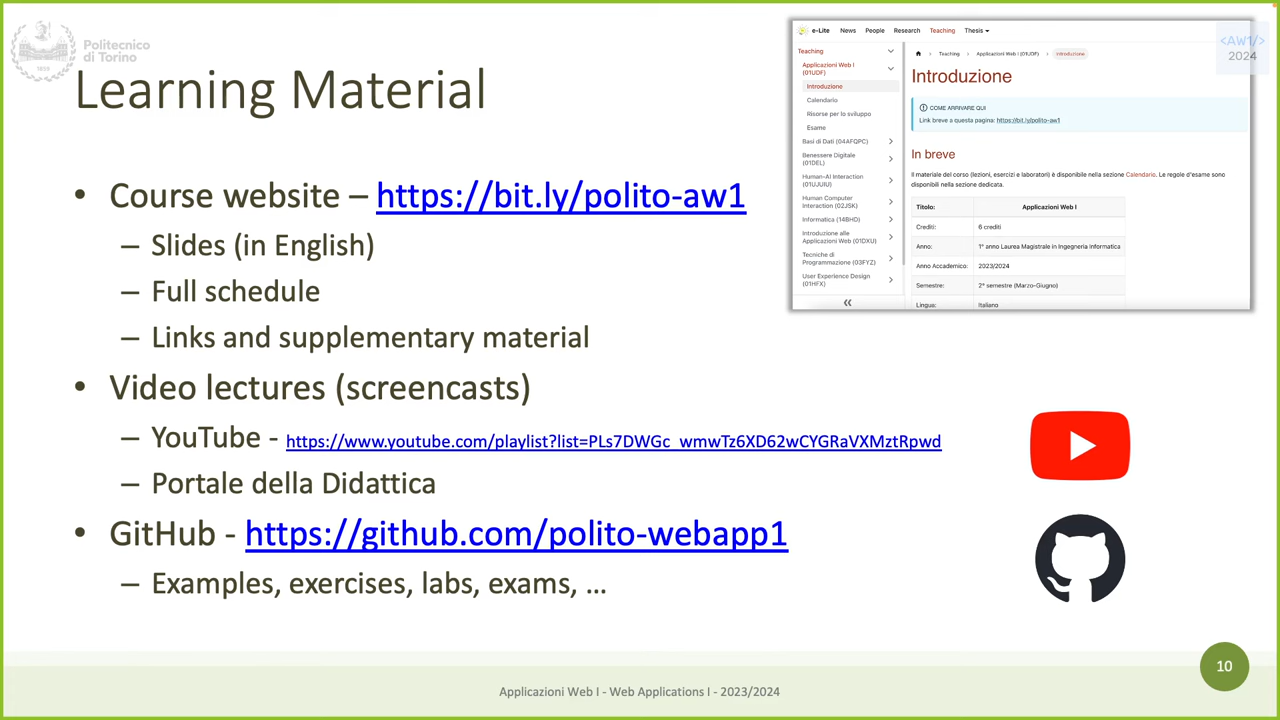 Politecnico
di Torino
1859
Learning Material
• Course website – https://bit.ly/polito-aw1
– Slides (in English)
– Full schedule
– Links and supplementary material
• Video lectures (screencasts)
– YouTube - https://www.youtube.com/playlist?list=PLs7DWGc_wmwTz6XD62wCYGRaVXMztRpwd
– Portale della Didattica
• GitHub - https://github.com/polito-webapp1
– Examples, exercises, labs, exams, ...
e-Lite News People Research Teaching Thesis
Teaching
Applicazioni Web I
(01UDF)
Introduzione
Calendario
Risorse per lo sviluppo
Esame
Basi di Dati (04AFQPC)
Benessere Digitale
(01DEL)
Human-AI Interaction
(01UJUIU)
Human Computer
Interaction (02JSK)
Informatica (14BHD)
Introduzione alle
Applicazioni Web (01DXU)
Tecniche di
Programmazione (03FYZ)
User Experience Design
(01HFX)
«
Teaching > Applicazioni Web I (01UDF) > Introduzione
Introduzione
COME ARRIVARE QUI
Link breve a questa pagina: https://bit.ly/polito-aw1
In breve
Il materiale del corso (lezioni, esercizi e laboratori) è disponibile nella sezione Calendario. Le regole d'esame sono
disponibili nella sezione dedicata.
Titolo: Applicazioni Web I
Crediti: 6 crediti
Anno: 1° anno Laurea Magistrale in Ingegneria Informatica
Anno Accademico: 2023/2024
Semestre: 2° semestre (Marzo-Giugno)
Lingua: Italiano
<AW1/>
2024
Applicazioni Web I - Web Applications I - 2023/2024
10